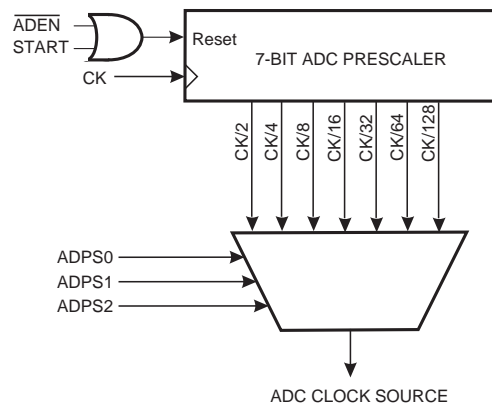 ADEN
START
Reset
7-BIT ADC PRESCALER
CK
CK/2
CK/4
CK/8
CK/16
CK/32
CK/64
CK/128
ADPS0
ADPS1
ADPS2
ADC CLOCK SOURCE